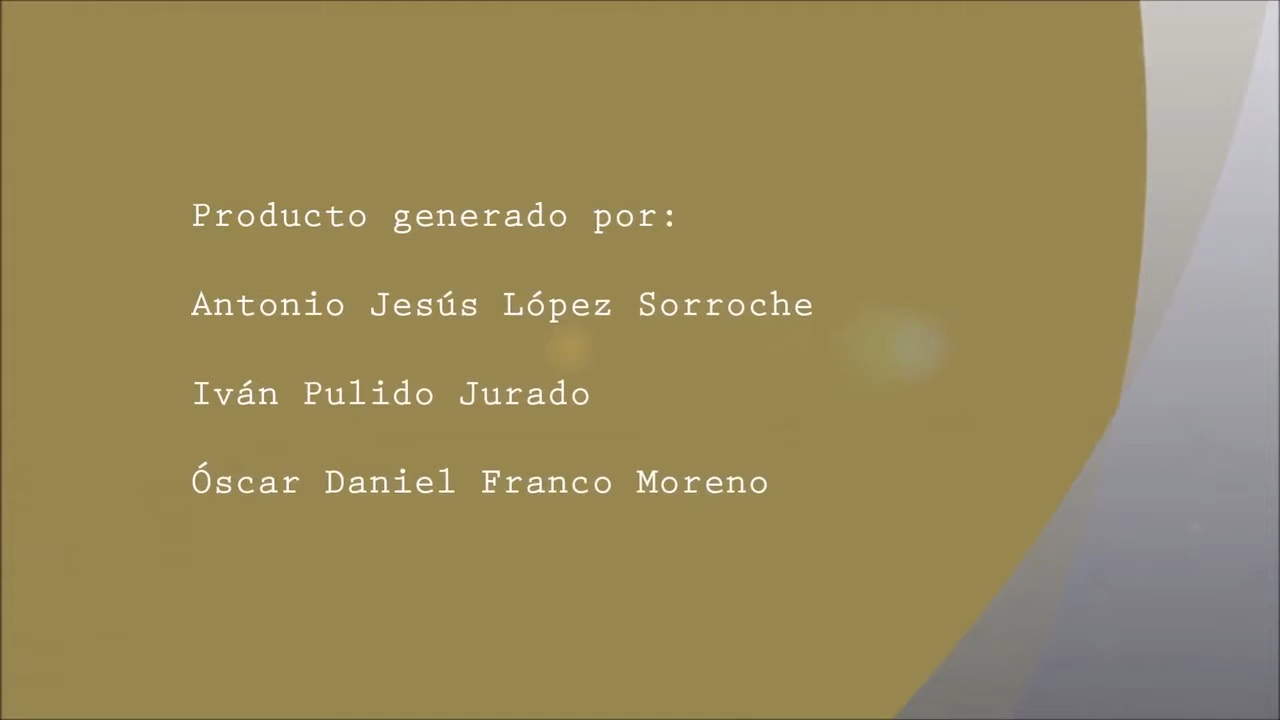 Producto generado por:
Antonio Jesús López Sorroche
Iván Pulido Jurado
Óscar Daniel Franco Moreno